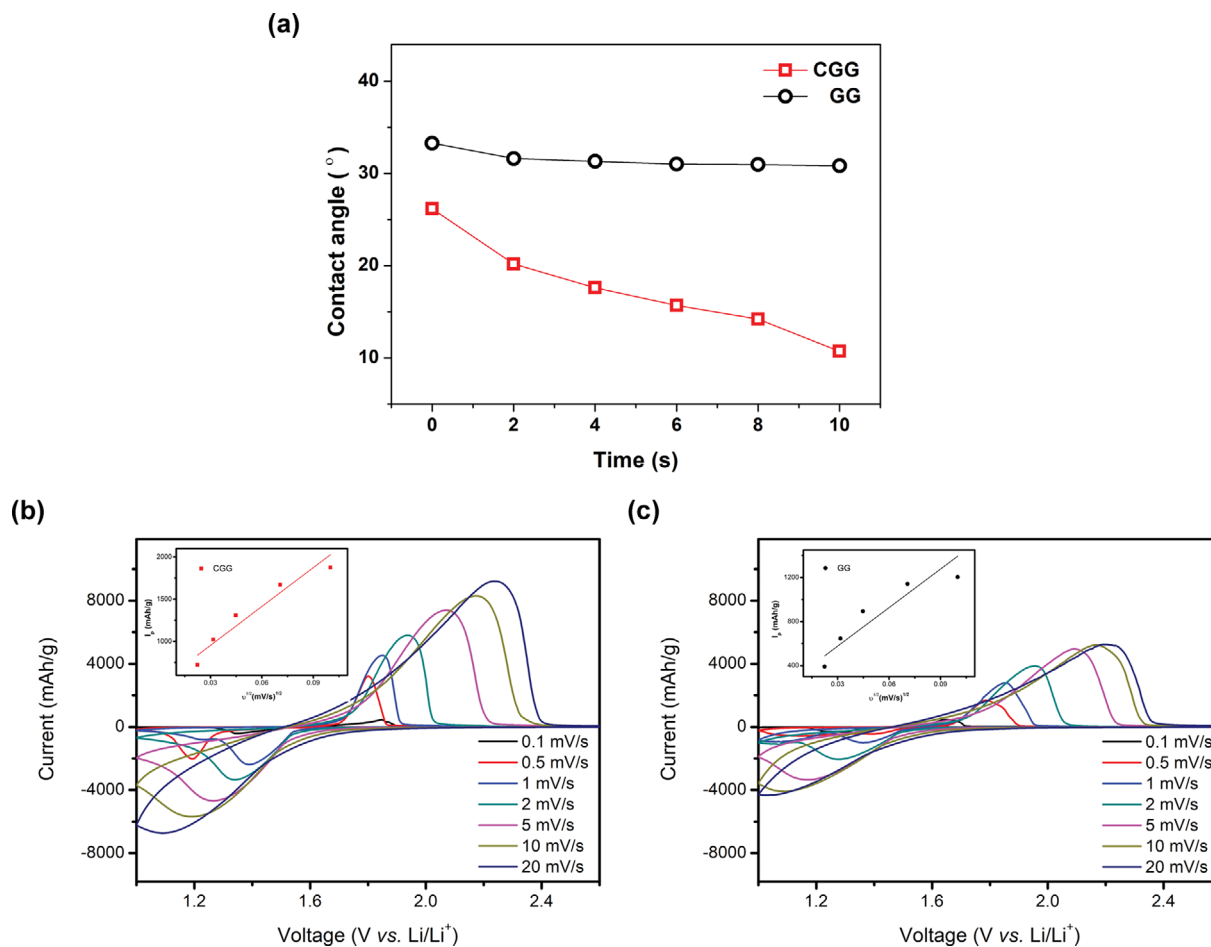 (a)
40
30
20
10
Contact angle ( ° )
CGG
GG
0 2 4 6 8 10
Time (s)
(b)
8000
4000
0
-4000
-8000
Current (mAh/g)
2000
1500
1000
Ip (mAh/g)
CGG
0.03 0.06 0.09
υ1/2(mV/s)1/2
0.1 mV/s
0.5 mV/s
1 mV/s
2 mV/s
5 mV/s
10 mV/s
20 mV/s
1.2 1.6 2.0 2.4
Voltage (V vs. Li/Li+)
(c)
8000
4000
0
-4000
-8000
Current (mAh/g)
1200
800
400
Ip (mAh/g)
GG
0.03 0.06 0.09
υ1/2(mV/s)1/2
0.1 mV/s
0.5 mV/s
1 mV/s
2 mV/s
5 mV/s
10 mV/s
20 mV/s
1.2 1.6 2.0 2.4
Voltage (V vs. Li/Li+)